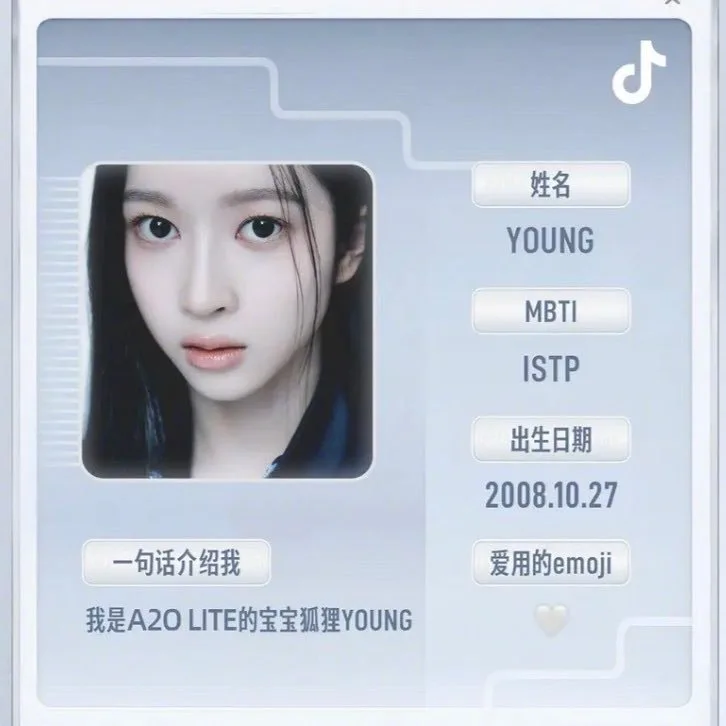 姓名
YOUNG
MBTI
ISTP
出生日期
2008.10.27
一句话介绍我
我是A2O LITE的宝宝狐狸YOUNG
爱用的emoji
🤍